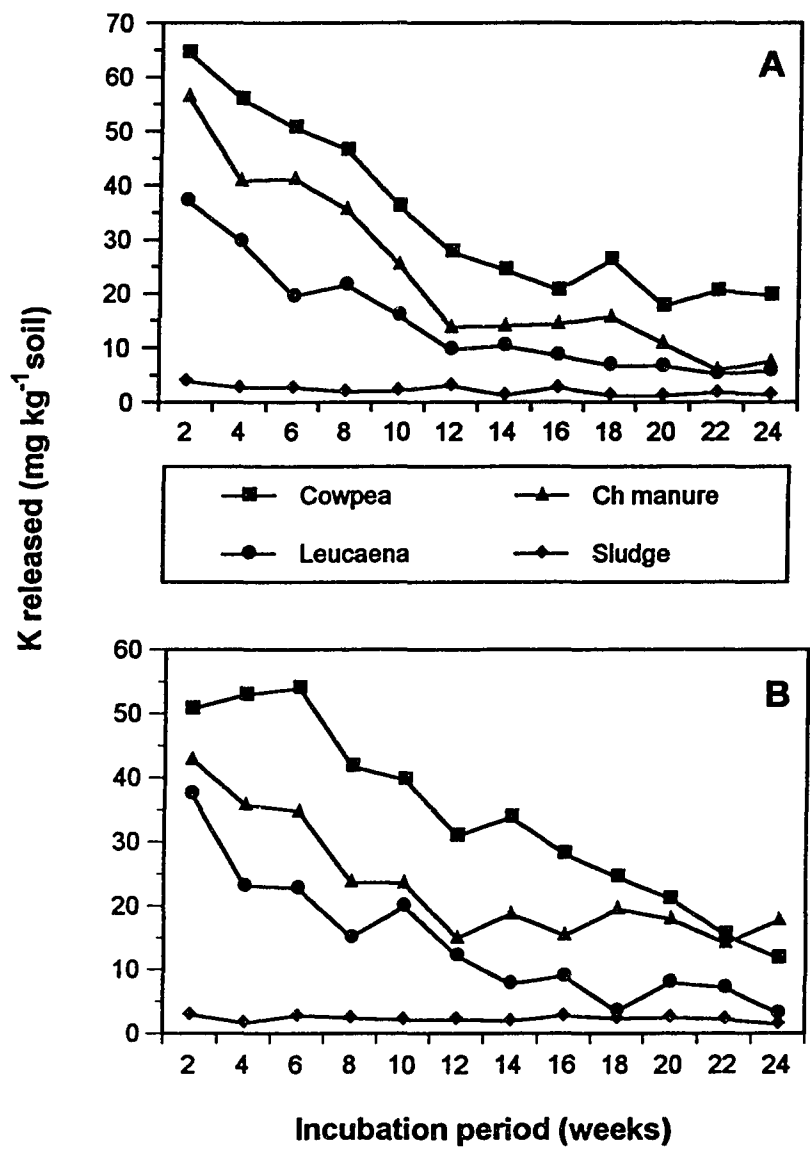 K released (mg kg-1 soil)
A
70
60
50
40
30
20
10
0
2 4 6 8 10 12 14 16 18 20 22 24
Cowpea Ch manure
Leucaena Sludge
B
60
50
40
30
20
10
0
2 4 6 8 10 12 14 16 18 20 22 24
Incubation period (weeks)